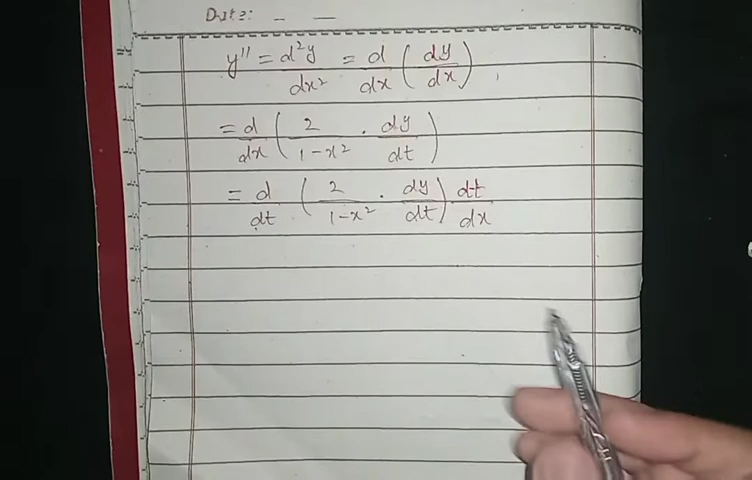 Date: _ _
y'' = d²y/dx² = d/dx (dy/dx)
= d/dx (2/1-x² · dy/dt)
= d/dt (2/1-x² · dy/dt) dt/dx